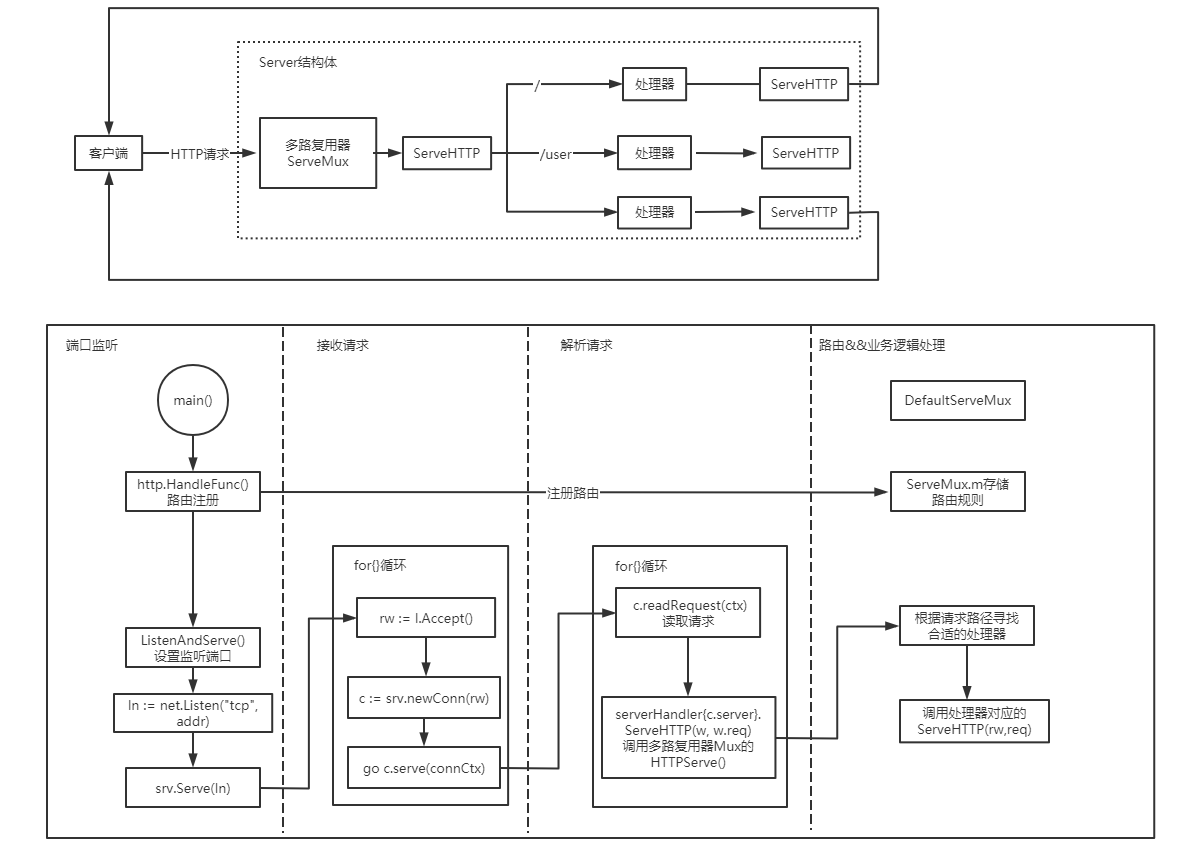 Server结构体
客户端
HTTP请求
多路复用器
ServeMux
ServeHTTP
/
处理器
ServeHTTP
/user
处理器
ServeHTTP
处理器
ServeHTTP
端口监听
main()
http.HandleFunc()
路由注册
注册路由
ListenAndServe()
设置监听端口
ln := net.Listen("tcp",
addr)
srv.Serve(ln)
接收请求
for{}循环
rw := l.Accept()
c := srv.newConn(rw)
go c.serve(connCtx)
解析请求
for{}循环
c.readRequest(ctx)
读取请求
serverHandler{c.server}.
ServeHTTP(w, w.req)
调用多路复用器Mux的
HTTPServe()
路由&&业务逻辑处理
DefaultServeMux
ServeMux.m存储
路由规则
根据请求路径寻找
合适的处理器
调用处理器对应的
ServeHTTP(rw,req)